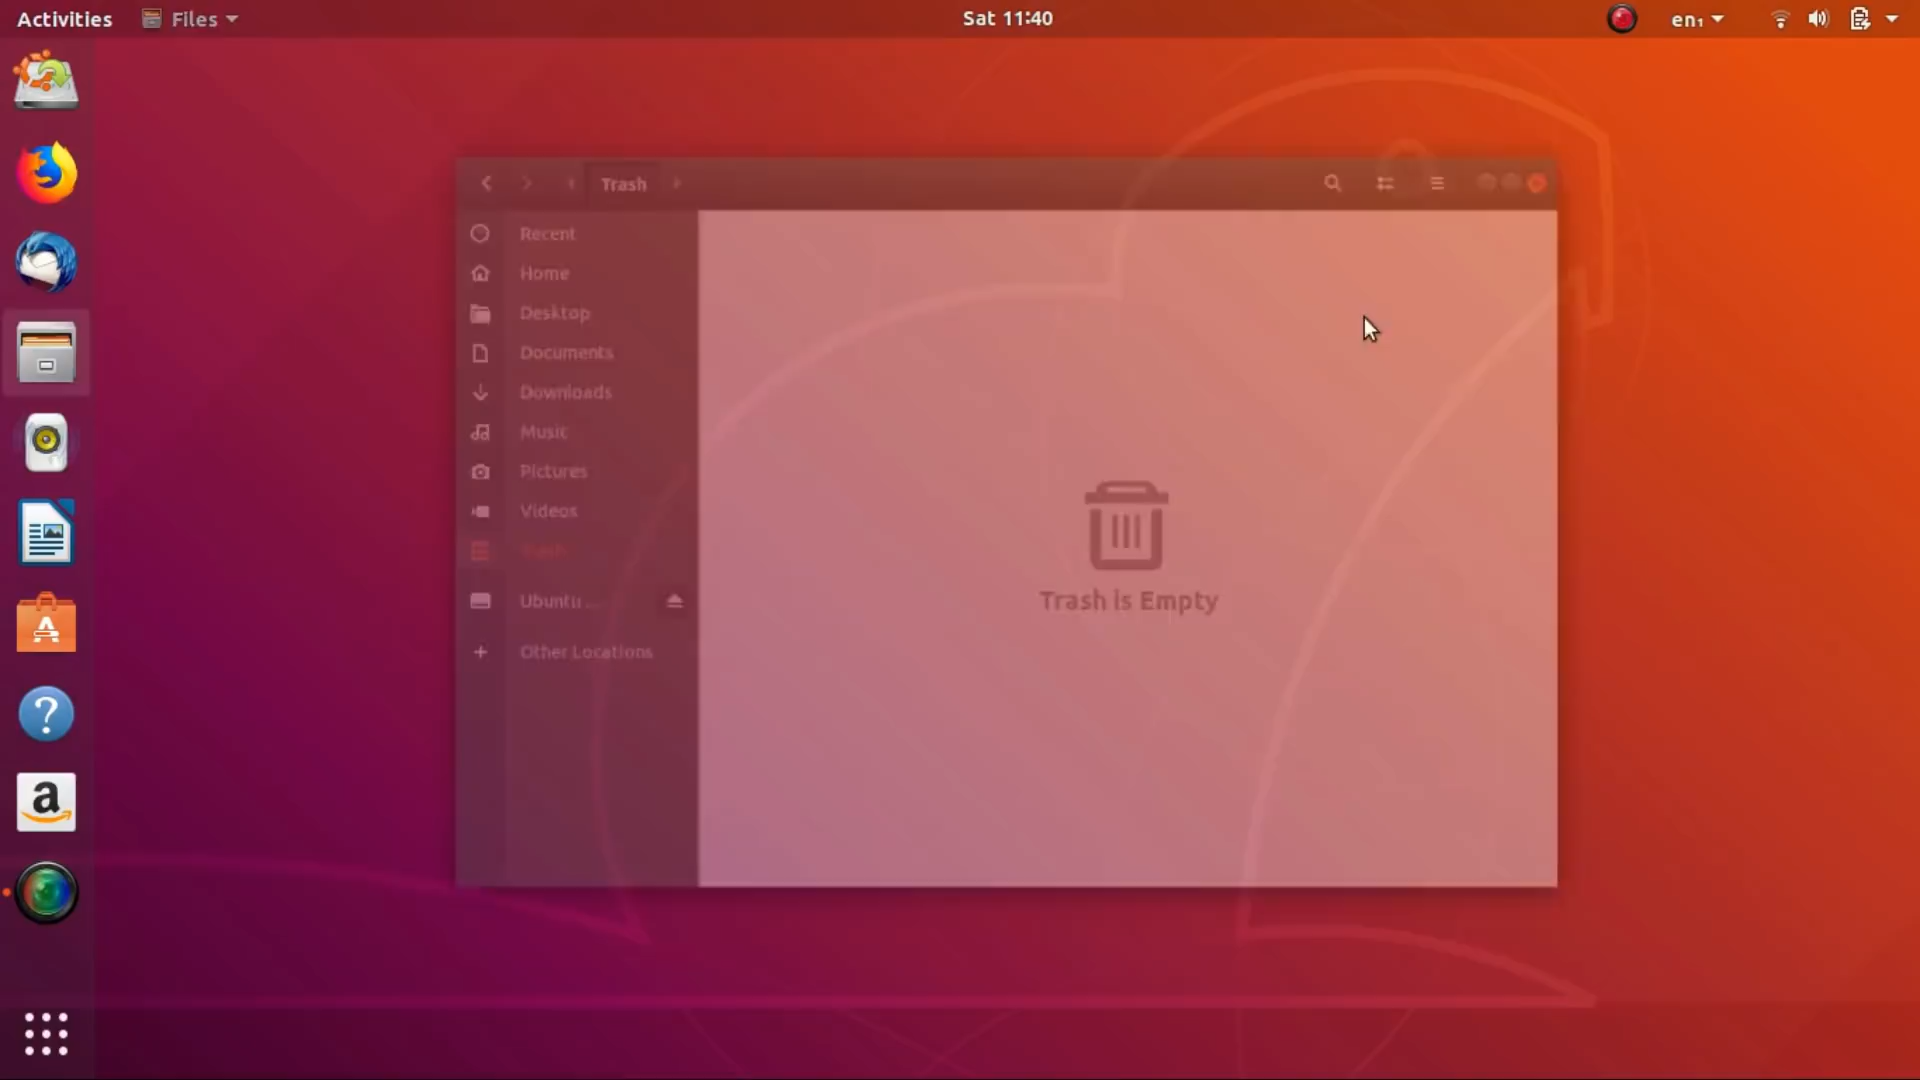 Activities
Files
Sat 11:40
en₁
Trash
Recent
Home
Desktop
Documents
Downloads
Music
Pictures
Videos
Trash
Ubuntu ...
Other Locations
Trash is Empty